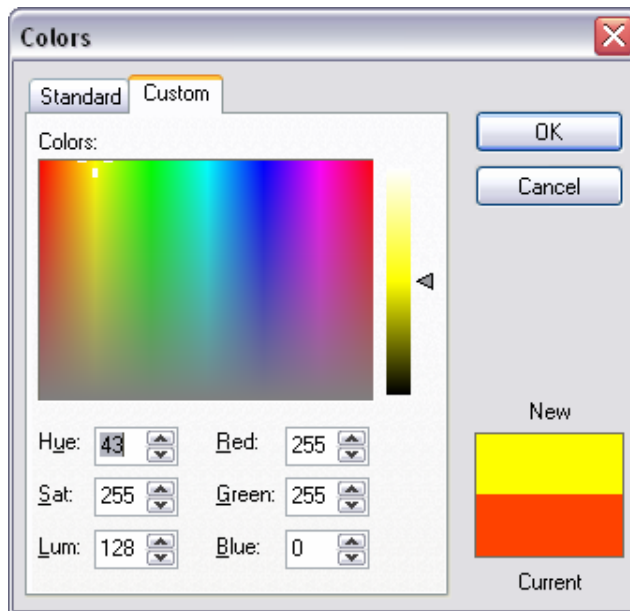 Colors
Standard Custom
OK
Colors:
Cancel
New
Hue: 43 Red: 255
Sat: 255 Green: 255
Lum: 128 Blue: 0
Current